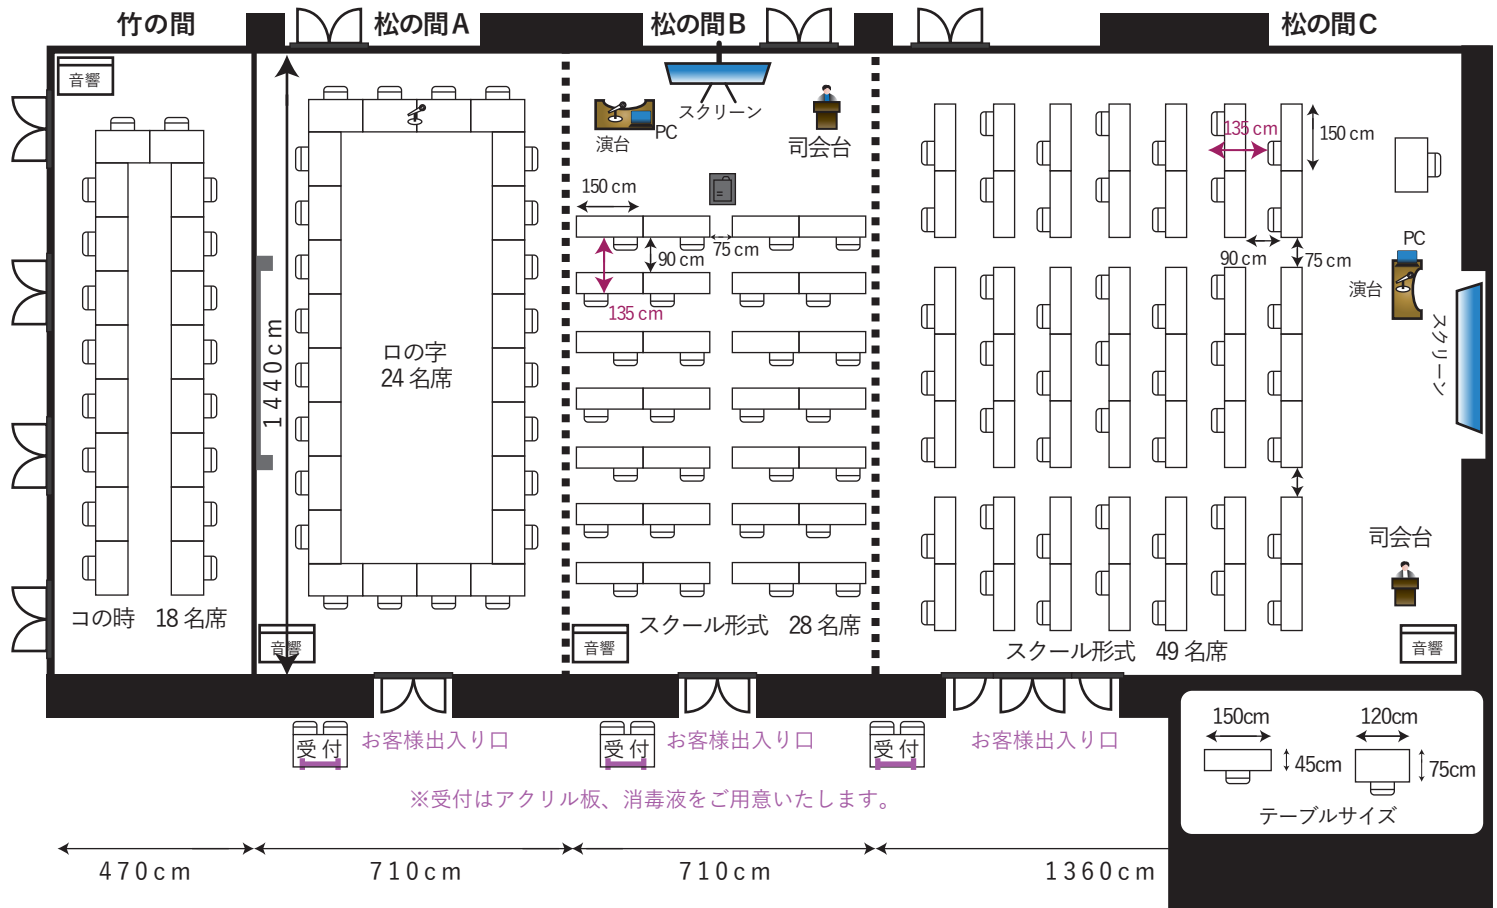 竹の間
松の間A
松の間B
松の間C
音響
スクリーン
PC
演台
司会台
135 cm
150 cm
150 cm
75 cm
90 cm
135 cm
90 cm
75 cm
PC
演台
スクリーン
1440cm
ロの字
24 名席
司会台
コの時 18 名席
スクール形式 28 名席
スクール形式 49 名席
音響
音響
音響
受 付
お客様出入り口
受 付
お客様出入り口
受 付
お客様出入り口
※受付はアクリル板、消毒液をご用意いたします。
150cm
45cm
120cm
75cm
テーブルサイズ
470cm
710cm
710cm
1360cm